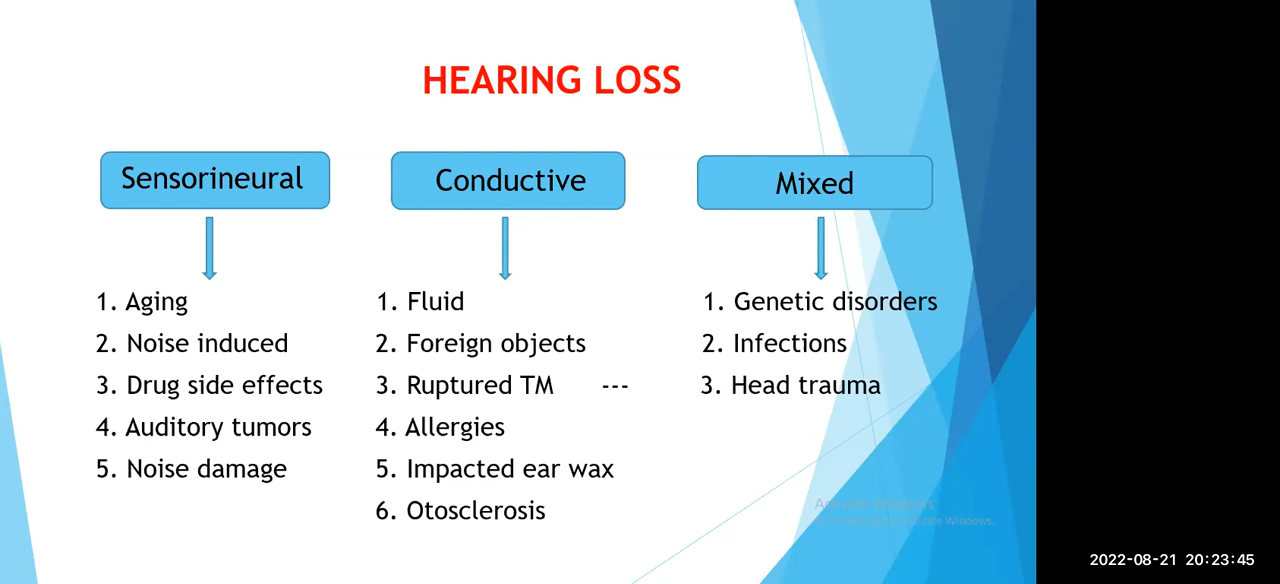 HEARING LOSS
Sensorineural
1. Aging
2. Noise induced
3. Drug side effects
4. Auditory tumors
5. Noise damage
Conductive
1. Fluid
2. Foreign objects
3. Ruptured TM ---
4. Allergies
5. Impacted ear wax
6. Otosclerosis
Mixed
1. Genetic disorders
2. Infections
3. Head trauma
Activate Windows
2022-08-21 20:23:45